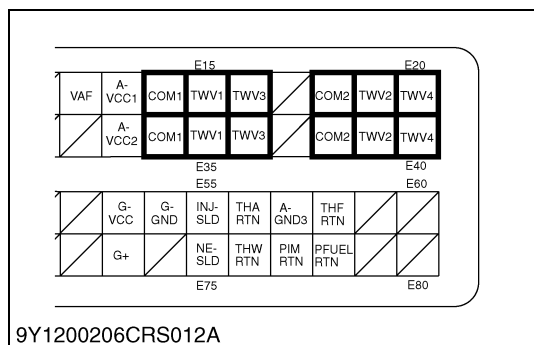 E15 E20
VAF A-VCC1 COM1 TWV1 TWV3 COM2 TWV2 TWV4
A-VCC2 COM1 TWV1 TWV3 COM2 TWV2 TWV4
E35 E40
E55 E60
G-VCC G-GND INJ-SLD THA RTN A-GND3 THF RTN
G+ NE-SLD THW RTN PIM RTN PFUEL RTN
E75 E80
9Y1200206CRS012A